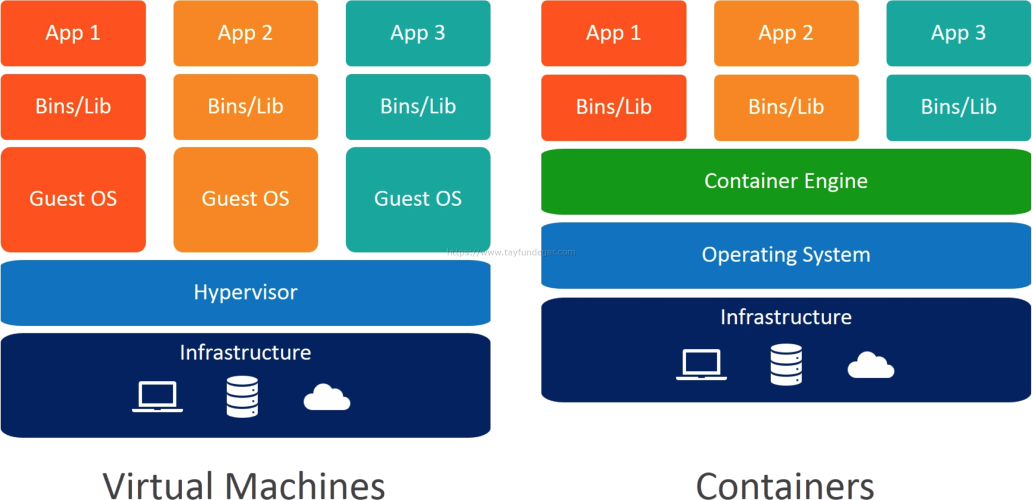 App 1
App 2
App 3
Bins/Lib
Bins/Lib
Bins/Lib
Guest OS
Guest OS
Guest OS
Hypervisor
Infrastructure
Virtual Machines
App 1
App 2
App 3
Bins/Lib
Bins/Lib
Bins/Lib
Container Engine
Operating System
Infrastructure
Containers
https://www.tayfundeger.com